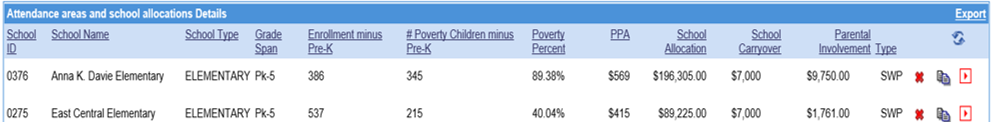 Attendance areas and school allocations Details Export
School ID School Name School Type Grade Span Enrollment minus Pre-K # Poverty Children minus Pre-K Poverty Percent PPA School Allocation School Carryover Parental Involvement Type
0376 Anna K. Davie Elementary ELEMENTARY Pk-5 386 345 89.38% $569 $196,305.00 $7,000 $9,750.00 SWP
0275 East Central Elementary ELEMENTARY Pk-5 537 215 40.04% $415 $89,225.00 $7,000 $1,761.00 SWP